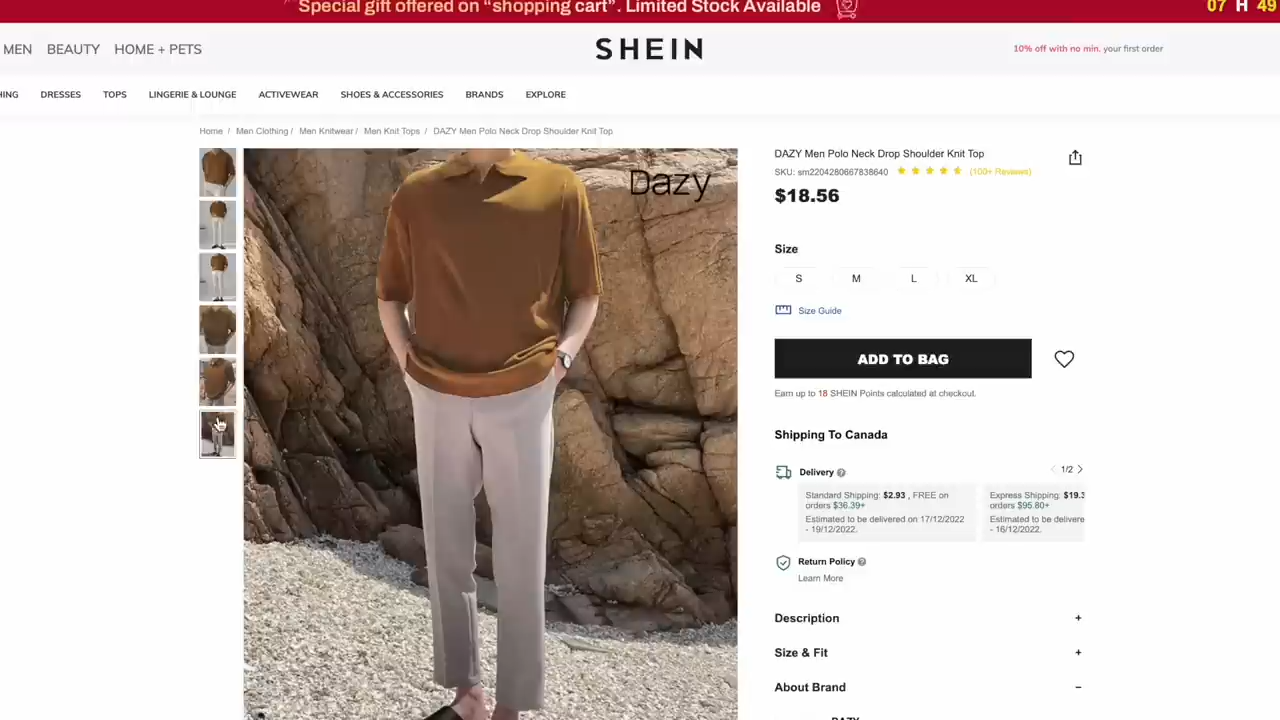 "Special gift offered on "shopping cart". Limited Stock Available
07 H 49
MEN BEAUTY HOME + PETS
SHEIN
10% off with no min. your first order
HING DRESSES TOPS LINGERIE & LOUNGE ACTIVEWEAR SHOES & ACCESSORIES BRANDS EXPLORE
Home / Men Clothing / Men Knitwear / Men Knit Tops / DAZY Men Polo Neck Drop Shoulder Knit Top
Dazy
DAZY Men Polo Neck Drop Shoulder Knit Top
SKU: sm2204280667838640 (100+ Reviews)
$18.56
Size
S M L XL
Size Guide
ADD TO BAG
Earn up to 18 SHEIN Points calculated at checkout.
Shipping To Canada
Delivery ? < 1/2 >
Standard Shipping: $2.93 , FREE on
orders $36.39+
Estimated to be delivered on 17/12/2022
- 19/12/2022.
Express Shipping: $19.3
orders $95.80+
Estimated to be delivere
- 16/12/2022.
Return Policy ?
Learn More
Description +
Size & Fit +
About Brand −
DAZY